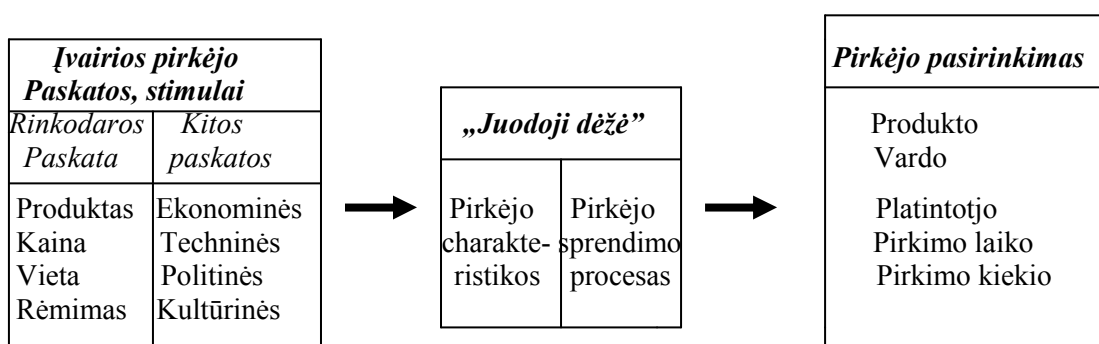 Įvairios pirkėjo
Paskatos, stimulai
Rinkodaros
Paskata
Kitos
paskatos
Produktas
Kaina
Vieta
Rėmimas
Ekonominės
Techninės
Politinės
Kultūrinės
„Juodoji dėžė”
Pirkėjo
charakte-
ristikos
Pirkėjo
sprendimo
procesas
Pirkėjo pasirinkimas
Produkto
Vardo
Platintotjo
Pirkimo laiko
Pirkimo kiekio